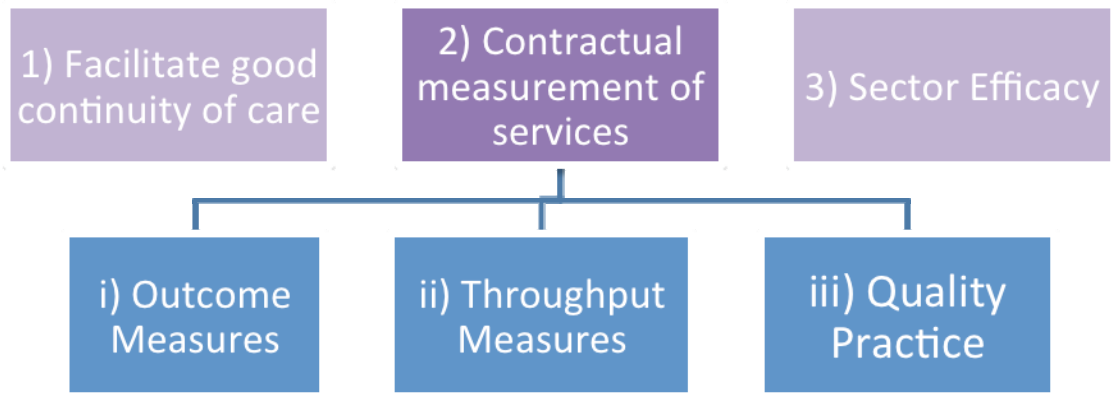 1) Facilitate good
continuity of care
2) Contractual
measurement of
services
3) Sector Efficacy
i) Outcome
Measures
ii) Throughput
Measures
iii) Quality
Practice